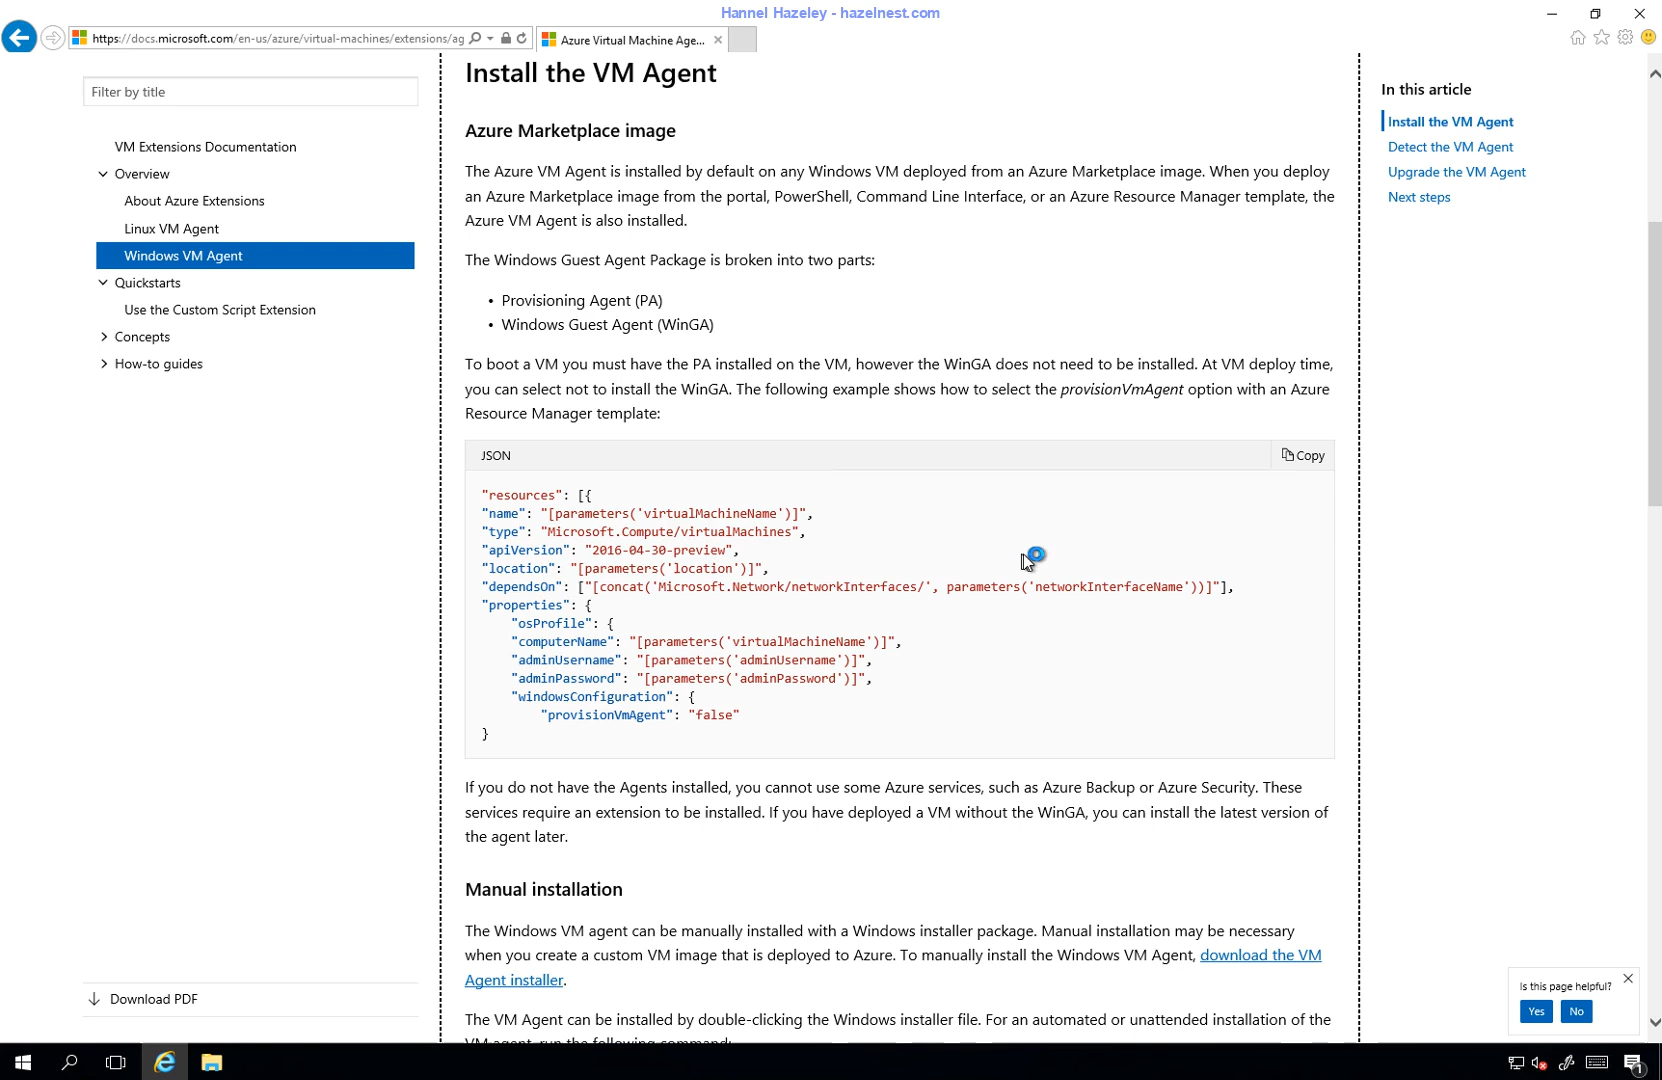 Hannel Hazeley - hazelnest.com
https://docs.microsoft.com/en-us/azure/virtual-machines/extensions/ag
Azure Virtual Machine Age...
Filter by title
VM Extensions Documentation
Overview
About Azure Extensions
Linux VM Agent
Windows VM Agent
Quickstarts
Use the Custom Script Extension
Concepts
How-to guides
Download PDF
Install the VM Agent
Azure Marketplace image
The Azure VM Agent is installed by default on any Windows VM deployed from an Azure Marketplace image. When you deploy
an Azure Marketplace image from the portal, PowerShell, Command Line Interface, or an Azure Resource Manager template, the
Azure VM Agent is also installed.
The Windows Guest Agent Package is broken into two parts:
• Provisioning Agent (PA)
• Windows Guest Agent (WinGA)
To boot a VM you must have the PA installed on the VM, however the WinGA does not need to be installed. At VM deploy time,
you can select not to install the WinGA. The following example shows how to select the provisionVmAgent option with an Azure
Resource Manager template:
JSON
Copy
"resources": [{
"name": "[parameters('virtualMachineName')]",
"type": "Microsoft.Compute/virtualMachines",
"apiVersion": "2016-04-30-preview",
"location": "[parameters('location')]",
"dependsOn": ["[concat('Microsoft.Network/networkInterfaces/', parameters('networkInterfaceName'))]"],
"properties": {
"osProfile": {
"computerName": "[parameters('virtualMachineName')]",
"adminUsername": "[parameters('adminUsername')]",
"adminPassword": "[parameters('adminPassword')]",
"windowsConfiguration": {
"provisionVmAgent": "false"
}
If you do not have the Agents installed, you cannot use some Azure services, such as Azure Backup or Azure Security. These
services require an extension to be installed. If you have deployed a VM without the WinGA, you can install the latest version of
the agent later.
Manual installation
The Windows VM agent can be manually installed with a Windows installer package. Manual installation may be necessary
when you create a custom VM image that is deployed to Azure. To manually install the Windows VM Agent, download the VM
Agent installer.
The VM Agent can be installed by double-clicking the Windows installer file. For an automated or unattended installation of the
VM agent, run the following command:
In this article
Install the VM Agent
Detect the VM Agent
Upgrade the VM Agent
Next steps
Is this page helpful?
Yes
No
1